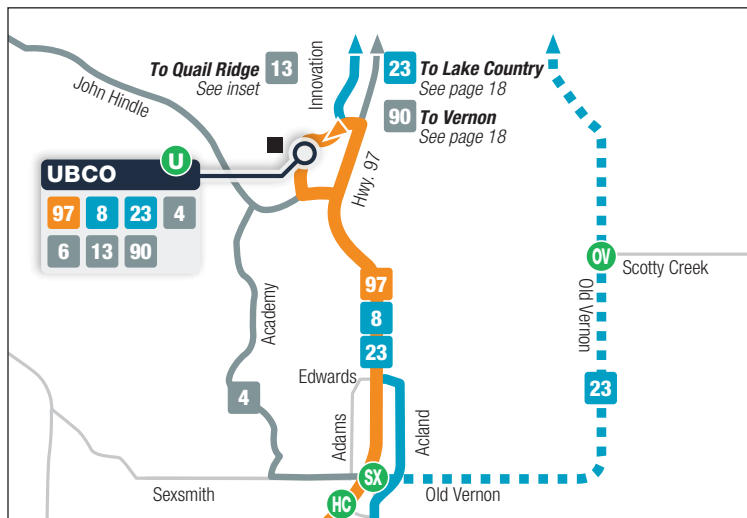 To Quail Ridge 13
See inset
Innovation
23 To Lake Country
See page 18
90 To Vernon
See page 18
John Hindle
Hwy. 97
UBCO U
97 8 23 4
6 13 90
OV
Scotty Creek
Old Vernon
97
8
23
Academy
Edwards
23
4
Adams
Acland
SX
Sexsmith
Old Vernon
HC